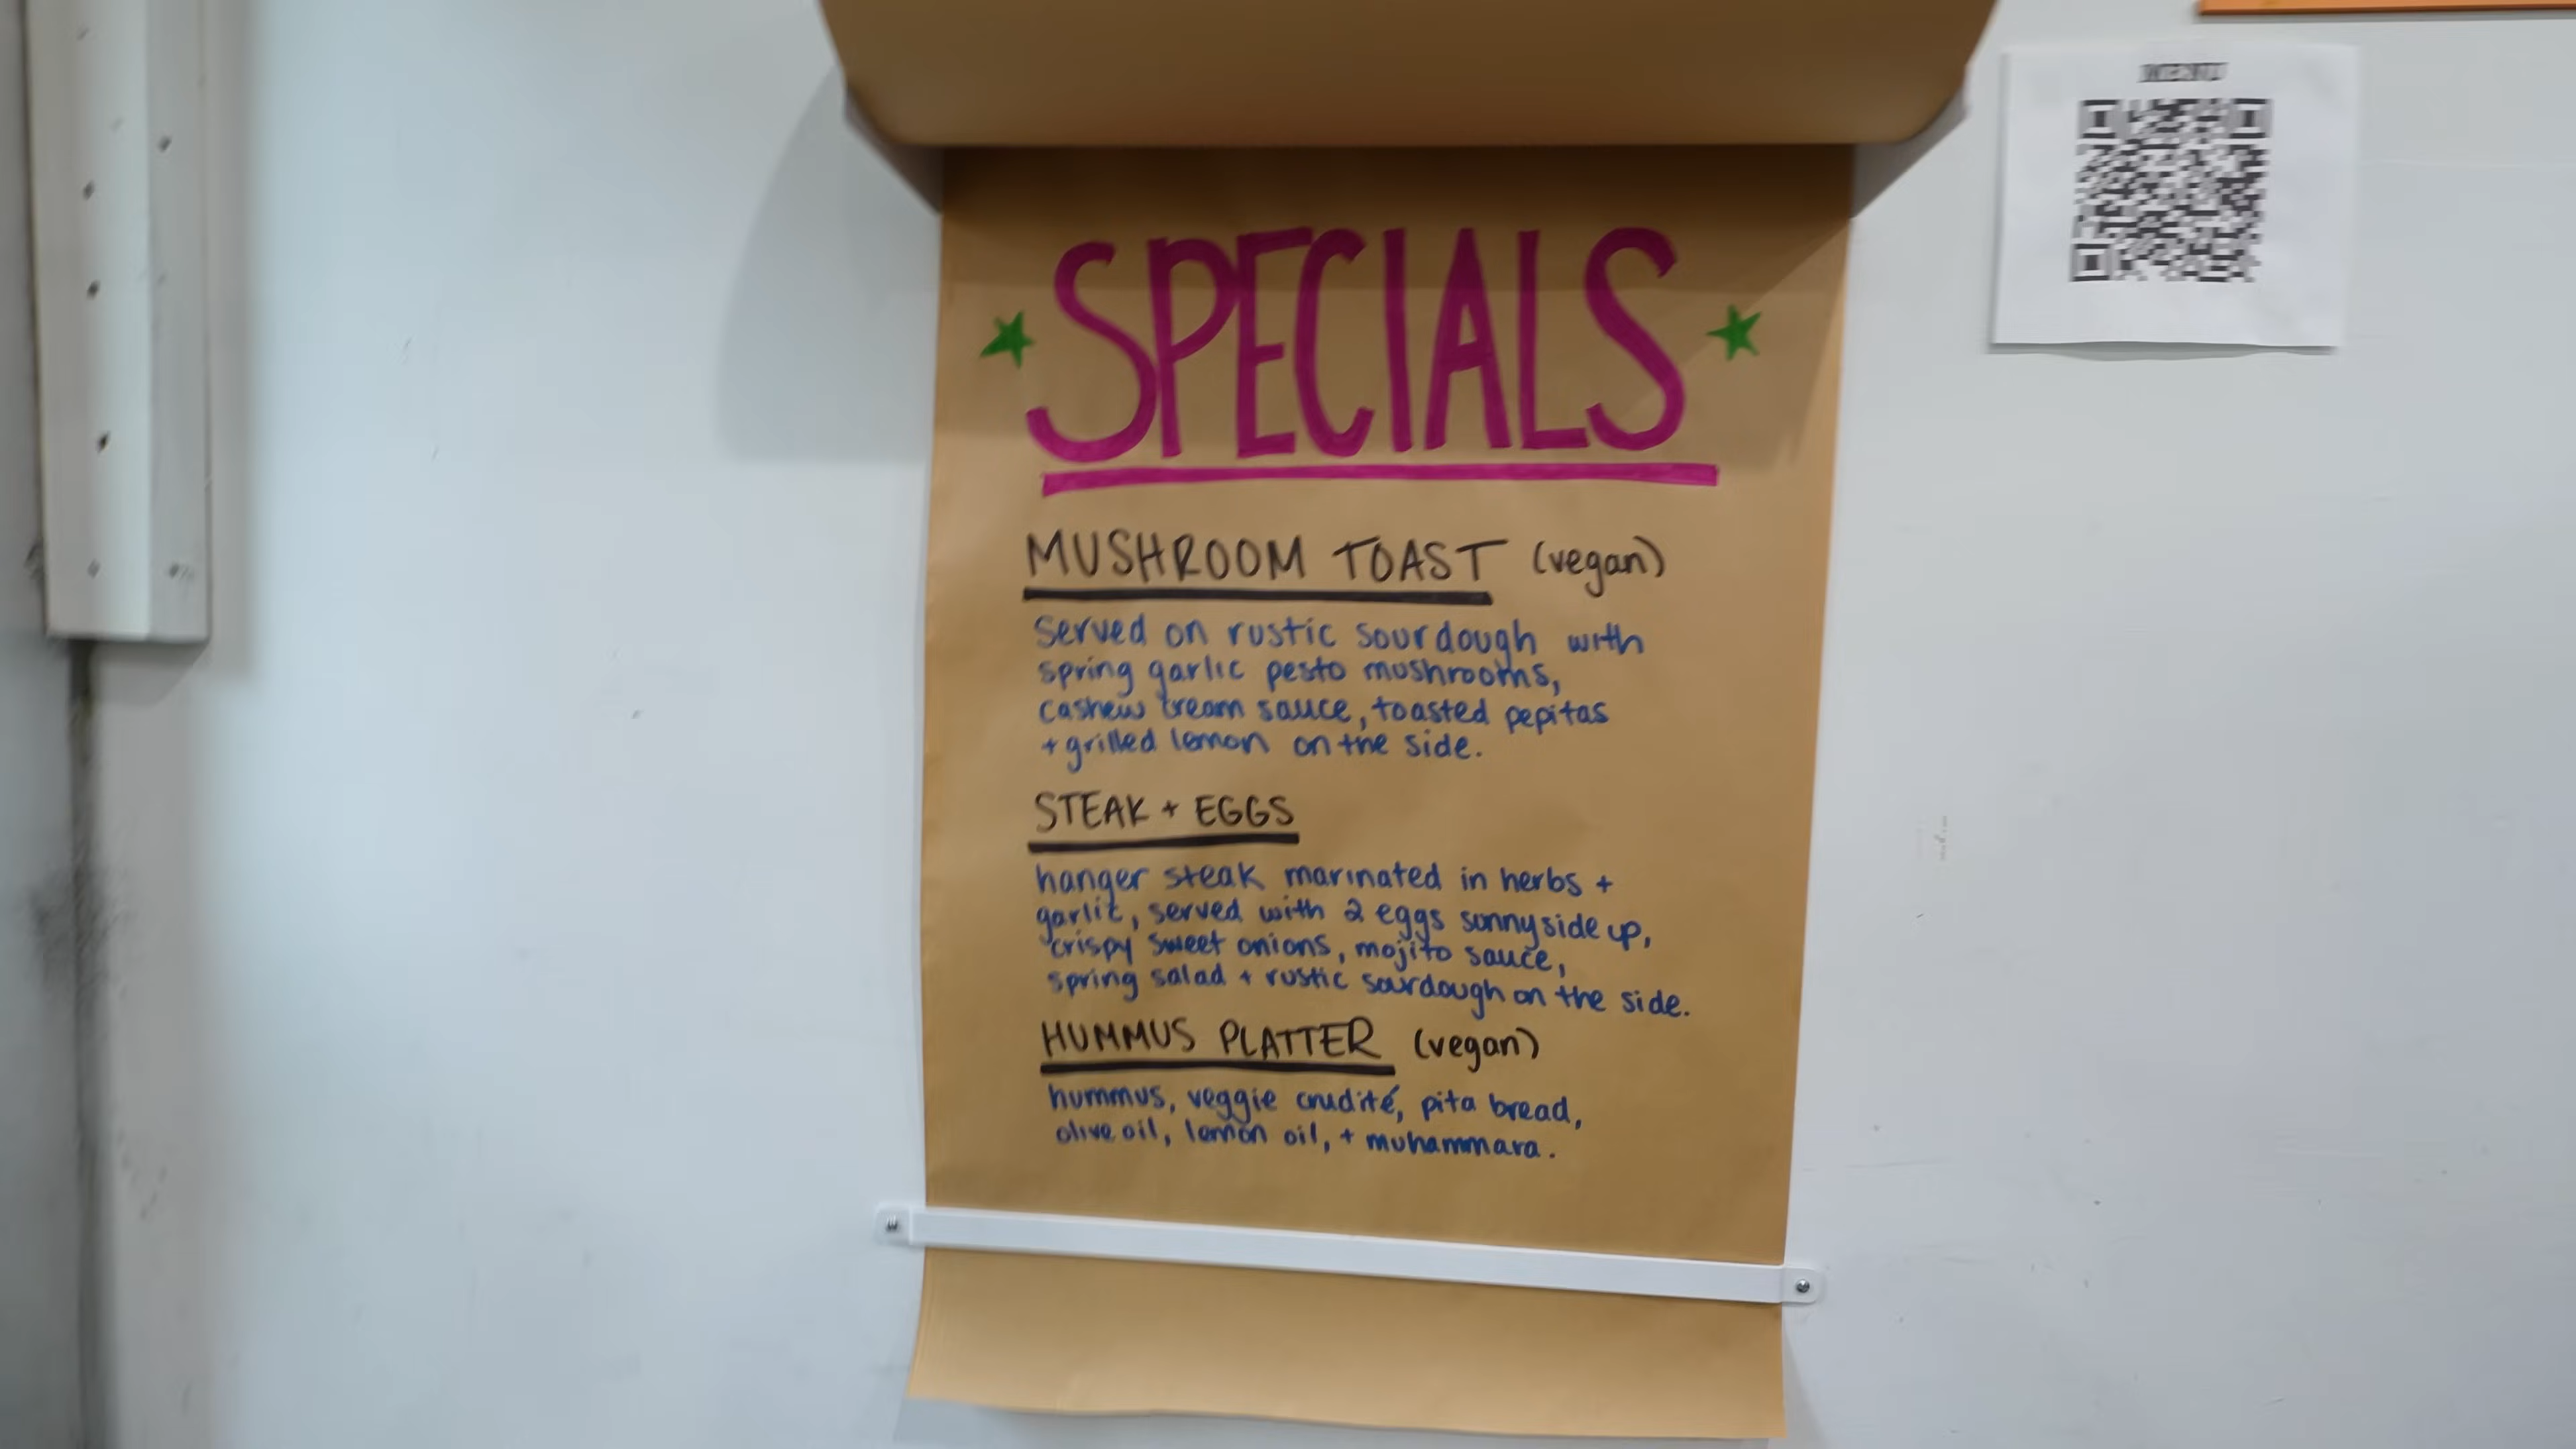 MENU
SPECIALS
MUSHROOM TOAST (vegan)
served on rustic sourdough with
spring garlic pesto mushrooms,
cashew cream sauce, toasted pepitas
+ grilled lemon on the side.
STEAK + EGGS
hanger steak marinated in herbs +
garlic, served with 2 eggs sunny side up,
crispy sweet onions, mojito sauce,
spring salad + rustic sourdough on the side.
HUMMUS PLATTER (vegan)
hummus, veggie crudité, pita bread,
olive oil, lemon oil, + muhammara.